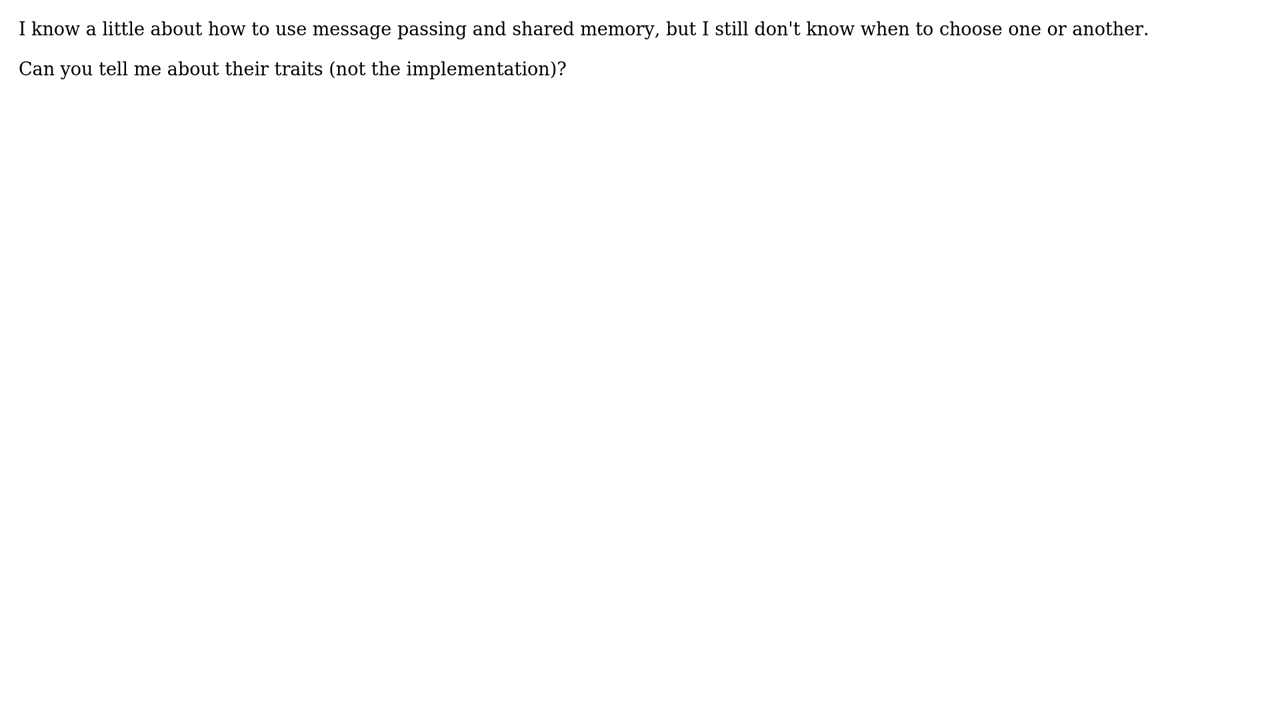 I know a little about how to use message passing and shared memory, but I still don't know when to choose one or another.
Can you tell me about their traits (not the implementation)?